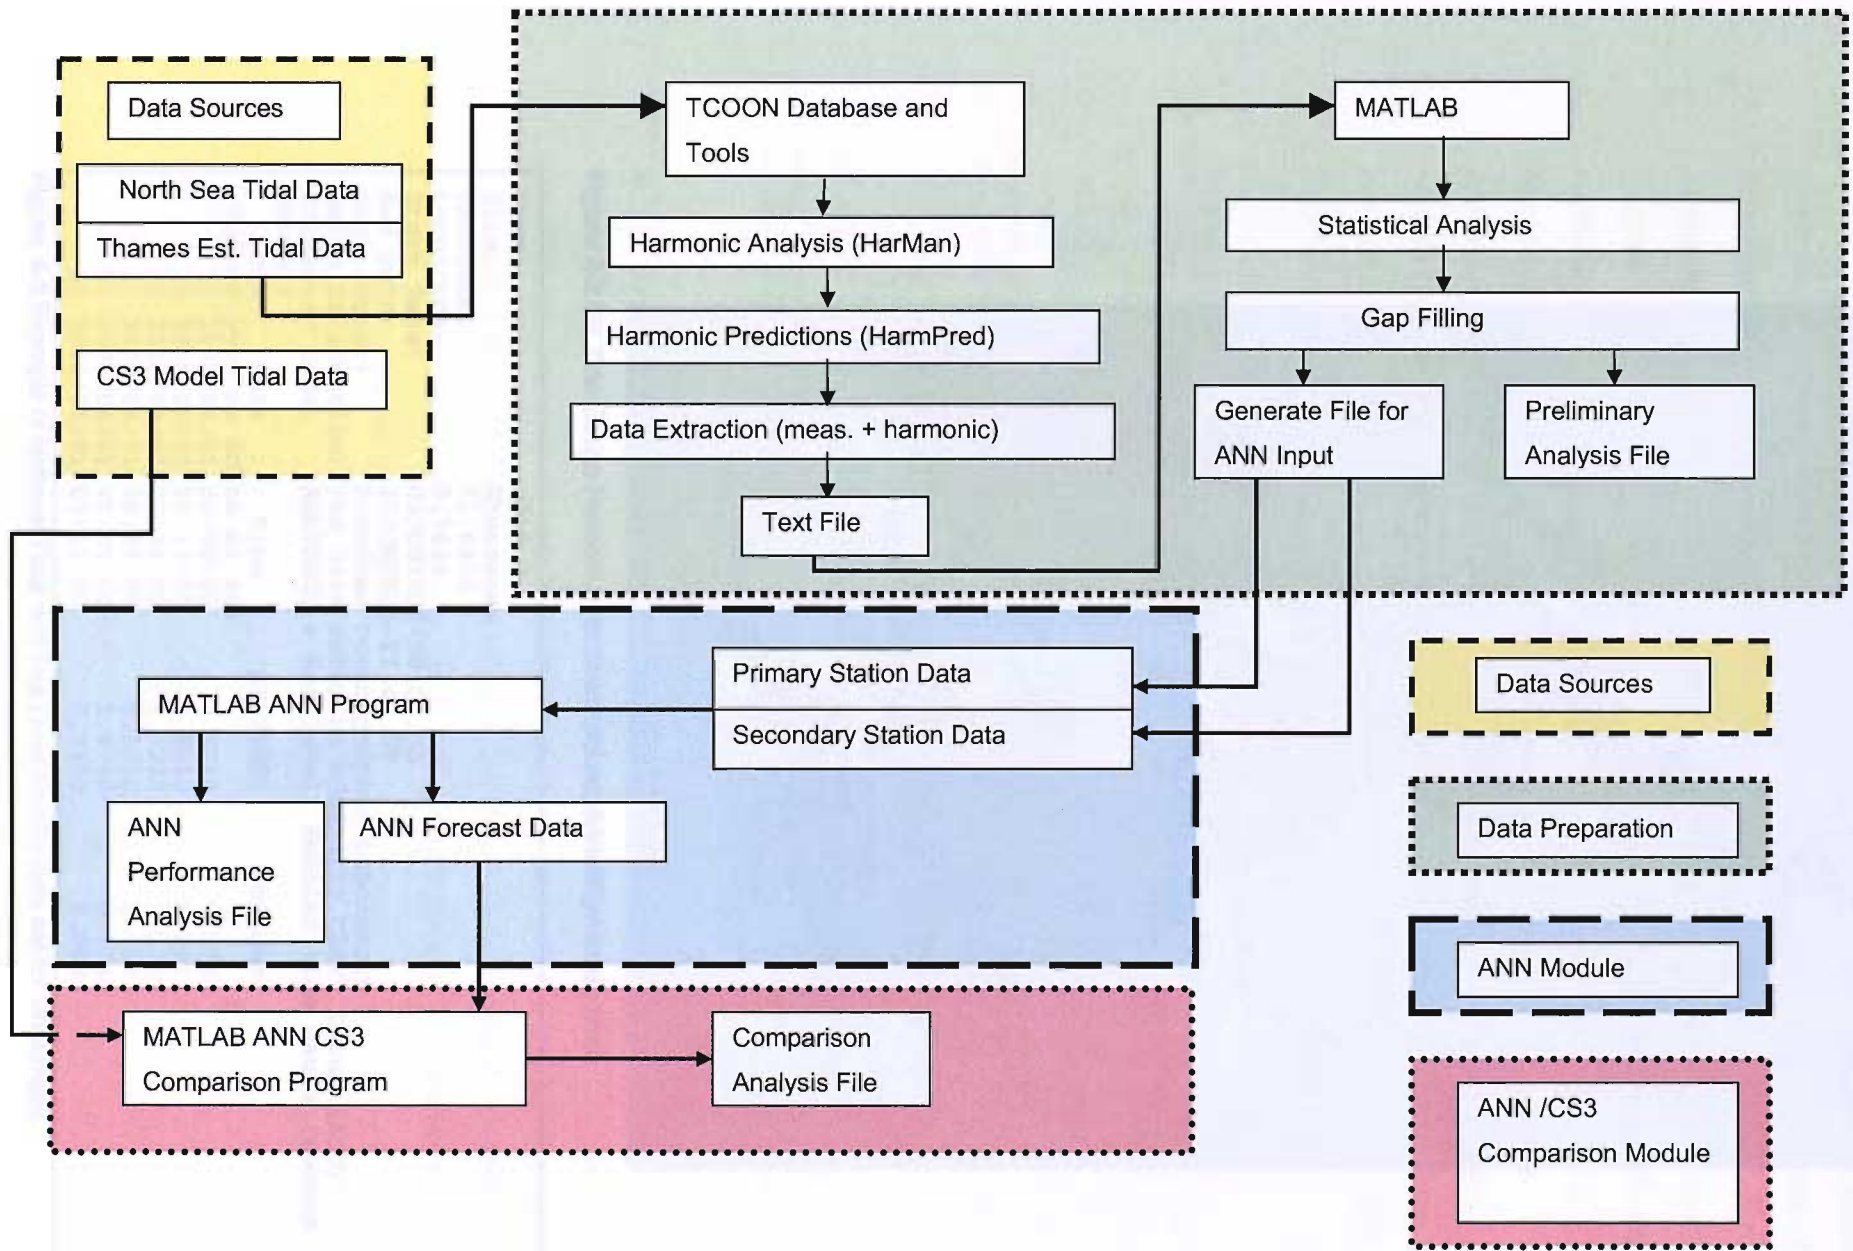 Data Sources
North Sea Tidal Data
Thames Est. Tidal Data
CS3 Model Tidal Data
TCOON Database and
Tools
Harmonic Analysis (HarMan)
Harmonic Predictions (HarmPred)
Data Extraction (meas. + harmonic)
Text File
MATLAB
Statistical Analysis
Gap Filling
Generate File for
ANN Input
Preliminary
Analysis File
Primary Station Data
Secondary Station Data
MATLAB ANN Program
ANN
Performance
Analysis File
ANN Forecast Data
MATLAB ANN CS3
Comparison Program
Comparison
Analysis File
Data Sources
Data Preparation
ANN Module
ANN /CS3
Comparison Module